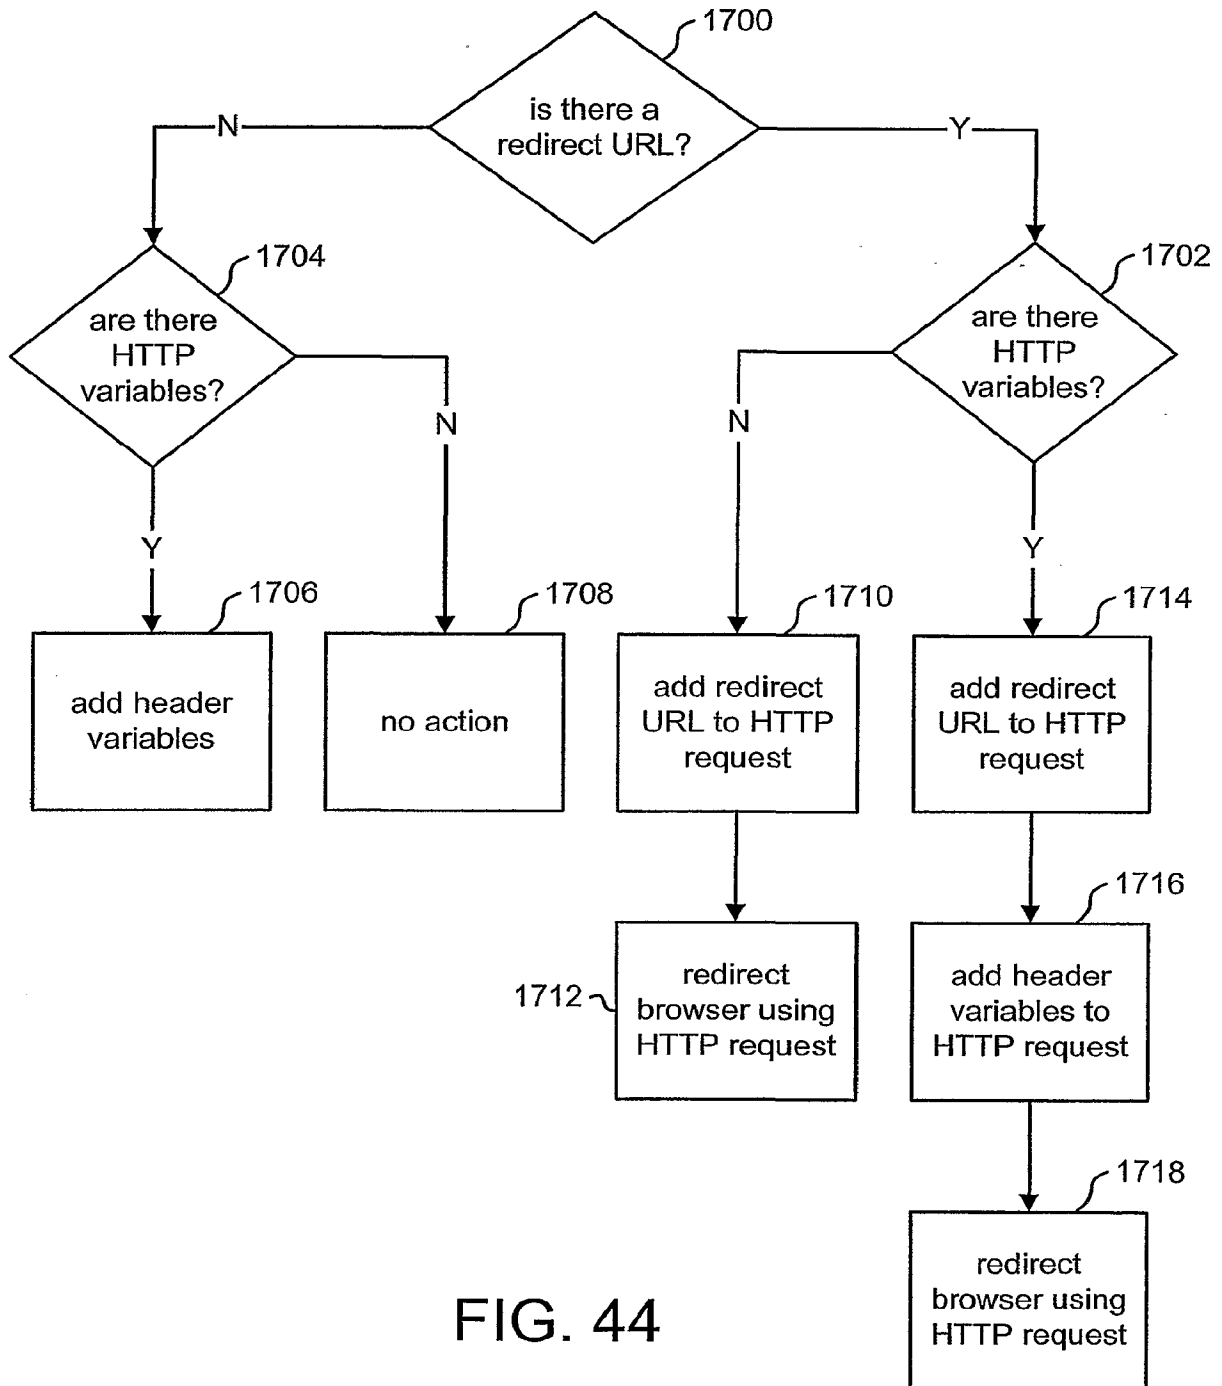 1700
is there a
redirect URL?
N
Y
1704
are there
HTTP
variables?
1702
are there
HTTP
variables?
N
N
Y
Y
1706
add header
variables
1708
no action
1710
add redirect
URL to HTTP
request
1714
add redirect
URL to HTTP
request
1712
redirect
browser using
HTTP request
1716
add header
variables to
HTTP request
1718
redirect
browser using
HTTP request
FIG. 44